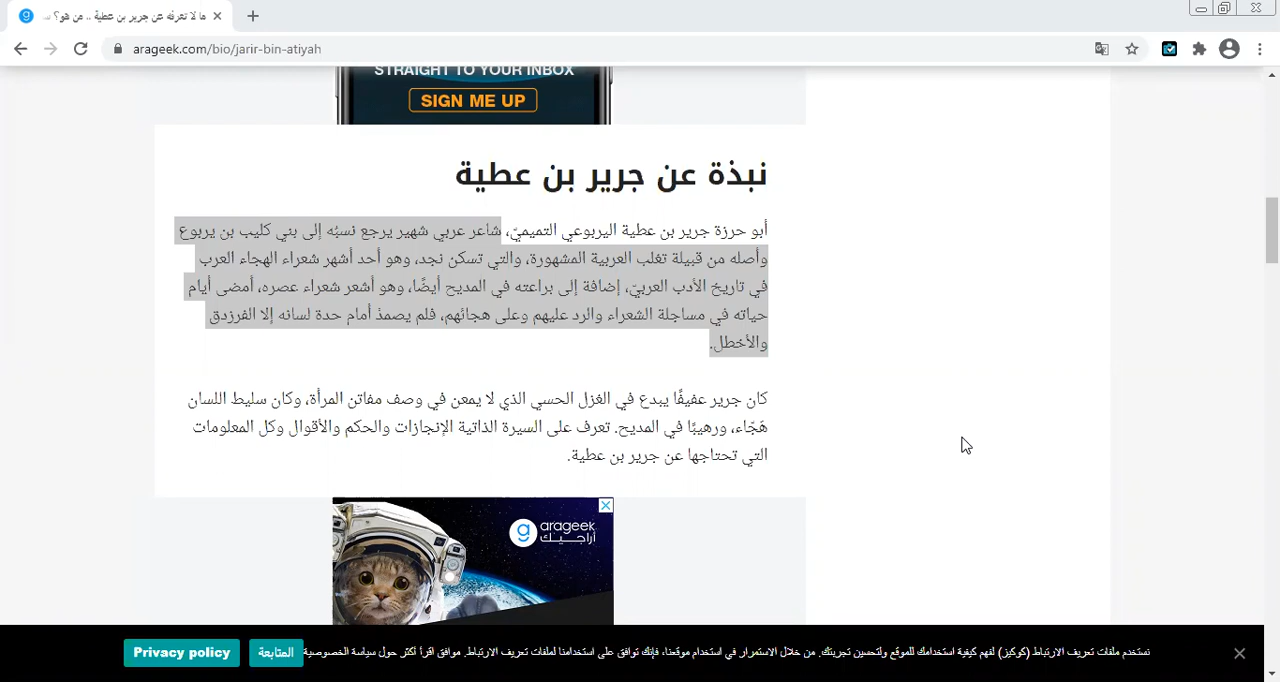 ما لا تعرفه عن جرير بن عطية .. من هو؟
arageek.com/bio/jarir-bin-atiyah
STRAIGHT TO YOUR INBOX
SIGN ME UP
نبذة عن جرير بن عطية
أبو حرزة جرير بن عطية اليربوعي التميميّ، شاعر عربي شهير يرجع نسبُه إلى بني كليب بن يربوع
وأصله من قبيلة تغلب العربية المشهورة، والتي تسكن نجد، وهو أحد أشهر شعراء الهجاء العرب
في تاريخ الأدب العربيّ، إضافة إلى براعته في المديح أيضًا، وهو أشعر شعراء عصره، أمضى أيام
حياته في مساجلة الشعراء والرد عليهم وعلى هجائهم، فلم يصمدْ أمام حدة لسانه إلا الفرزدق
والأخطل.
كان جرير عفيفًا يبدع في الغزل الحسي الذي لا يمعن في وصف مفاتن المرأة، وكان سليط اللسان
هَجّاء، ورهيبًا في المديح. تعرف على السيرة الذاتية الإنجازات والحكم والأقوال وكل المعلومات
التي تحتاجها عن جرير بن عطية.
arageek
أراجيك
نستخدم ملفات تعريف الارتباط (كوكيز) لفهم كيفية استخدامك للموقع ولتحسين تجربتك. من خلال الاستمرار في استخدام موقعنا، فإنك توافق على استخدامنا لملفات تعريف الارتباط. موافق اقرأ أكثر حول سياسة الخصوصية
المتابعة
Privacy policy